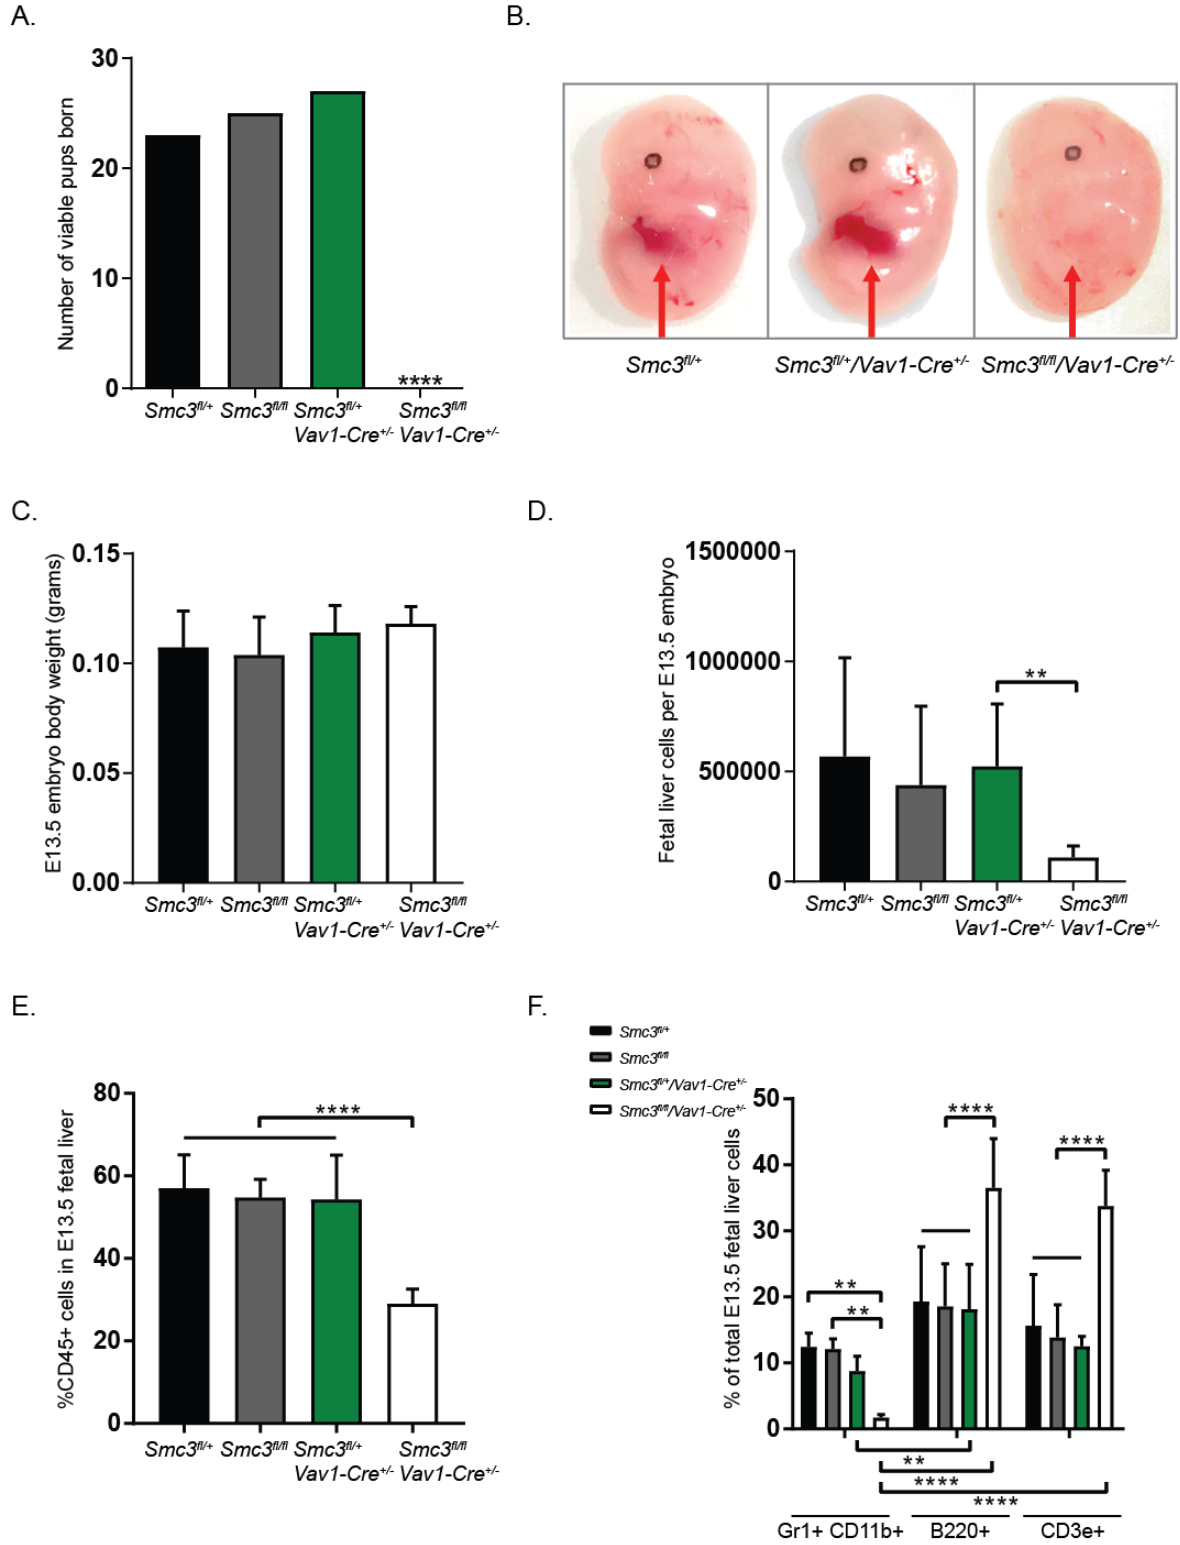 A.
Number of viable pups born
30
20
10
0
****
Smc3fl/+ Smc3fl/fl Smc3fl/+ Smc3fl/fl
Vav1-Cre+/- Vav1-Cre+/-
B.
Smc3fl/+ Smc3fl/+/Vav1-Cre+/- Smc3fl/fl/Vav1-Cre+/-
C.
E13.5 embryo body weight (grams)
0.15
0.10
0.05
0.00
Smc3fl/+ Smc3fl/fl Smc3fl/+ Smc3fl/fl
Vav1-Cre+/- Vav1-Cre+/-
D.
Fetal liver cells per E13.5 embryo
1500000
1000000
500000
0
**
Smc3fl/+ Smc3fl/fl Smc3fl/+ Smc3fl/fl
Vav1-Cre+/- Vav1-Cre+/-
E.
%CD45+ cells in E13.5 fetal liver
80
60
40
20
0
****
Smc3fl/+ Smc3fl/fl Smc3fl/+ Smc3fl/fl
Vav1-Cre+/- Vav1-Cre+/-
F.
Smc3fl/+
Smc3fl/fl
Smc3fl/+/Vav1-Cre+/-
Smc3fl/fl/Vav1-Cre+/-
% of total E13.5 fetal liver cells
50
40
30
20
10
0
****
****
**
**
**
****
****
Gr1+ CD11b+ B220+ CD3e+